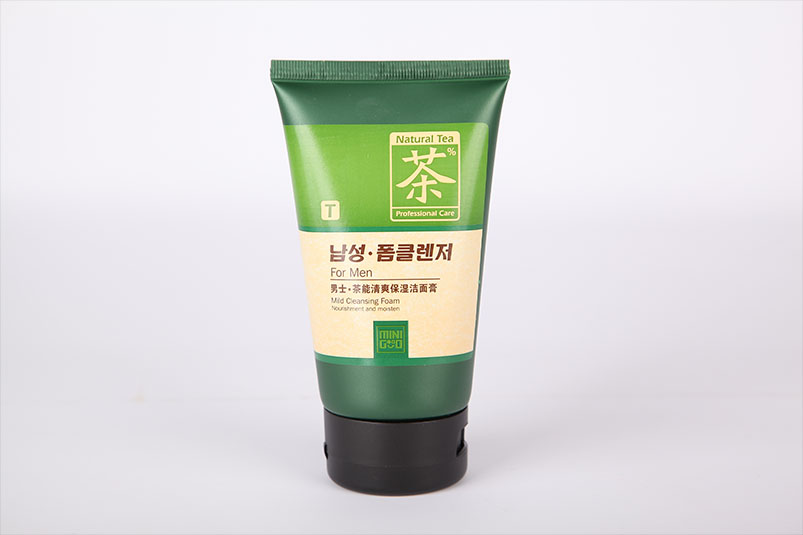 Natural Tea
茶%
Professional Care
T
남성·폼클렌저
For Men
男士·茶能清爽保湿洁面膏
Mild Cleansing Foam
Nourishment and moisten
MINI
GOO